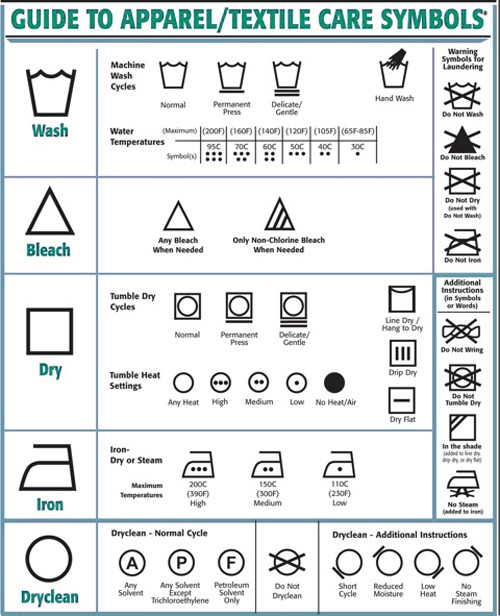 GUIDE TO APPAREL/TEXTILE CARE SYMBOLS*
Wash
Machine
Wash
Cycles
Normal
Permanent
Press
Delicate/
Gentle
Hand Wash
Water
Temperatures
(Maximum) (200F) (160F) (140F) (120F) (105F) (65F-85F)
95C 70C 60C 50C 40C 30C
Symbol(s)
Warning
Symbols for
Laundering
Do Not Wash
Do Not Bleach
Do Not Dry
(used with
Do Not Wash)
Do Not Iron
Bleach
Any Bleach
When Needed
Only Non-Chlorine Bleach
When Needed
Dry
Tumble Dry
Cycles
Normal
Permanent
Press
Delicate/
Gentle
Line Dry /
Hang to Dry
Drip Dry
Dry Flat
Tumble Heat
Settings
Any Heat
High
Medium
Low
No Heat/Air
Additional
Instructions
(in Symbols
or Words)
Do Not Wring
Do Not
Tumble Dry
In the shade
(added to line dry,
drip dry, or dry flat)
No Steam
(added to iron)
Iron
Iron-
Dry or Steam
Maximum
Temperatures
200C
(390F)
High
150C
(300F)
Medium
110C
(230F)
Low
Dryclean
Dryclean - Normal Cycle
A
Any
Solvent
P
Any Solvent
Except
Trichloroethylene
F
Petroleum
Solvent
Only
Do Not
Dryclean
Dryclean - Additional Instructions
Short
Cycle
Reduced
Moisture
Low
Heat
No
Steam
Finishing